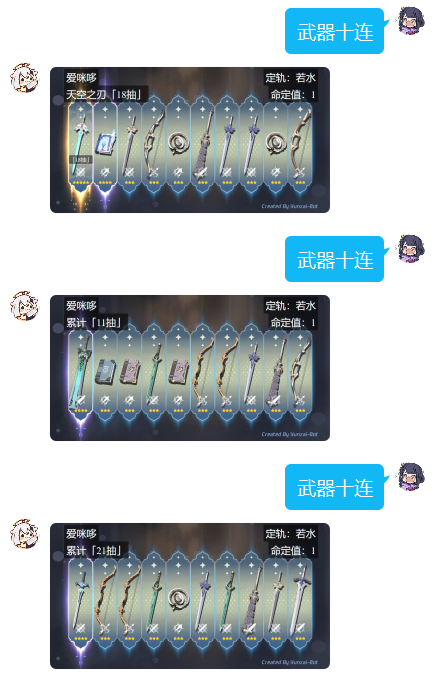 武器十连
爱咪哆
定轨：若水
天空之刃「18抽」
命定值：1
「18抽」
Created By Yunzai-Bot
武器十连
爱咪哆
定轨：若水
累计「11抽」
命定值：1
Created By Yunzai-Bot
武器十连
爱咪哆
定轨：若水
累计「21抽」
命定值：1
Created By Yunzai-Bot